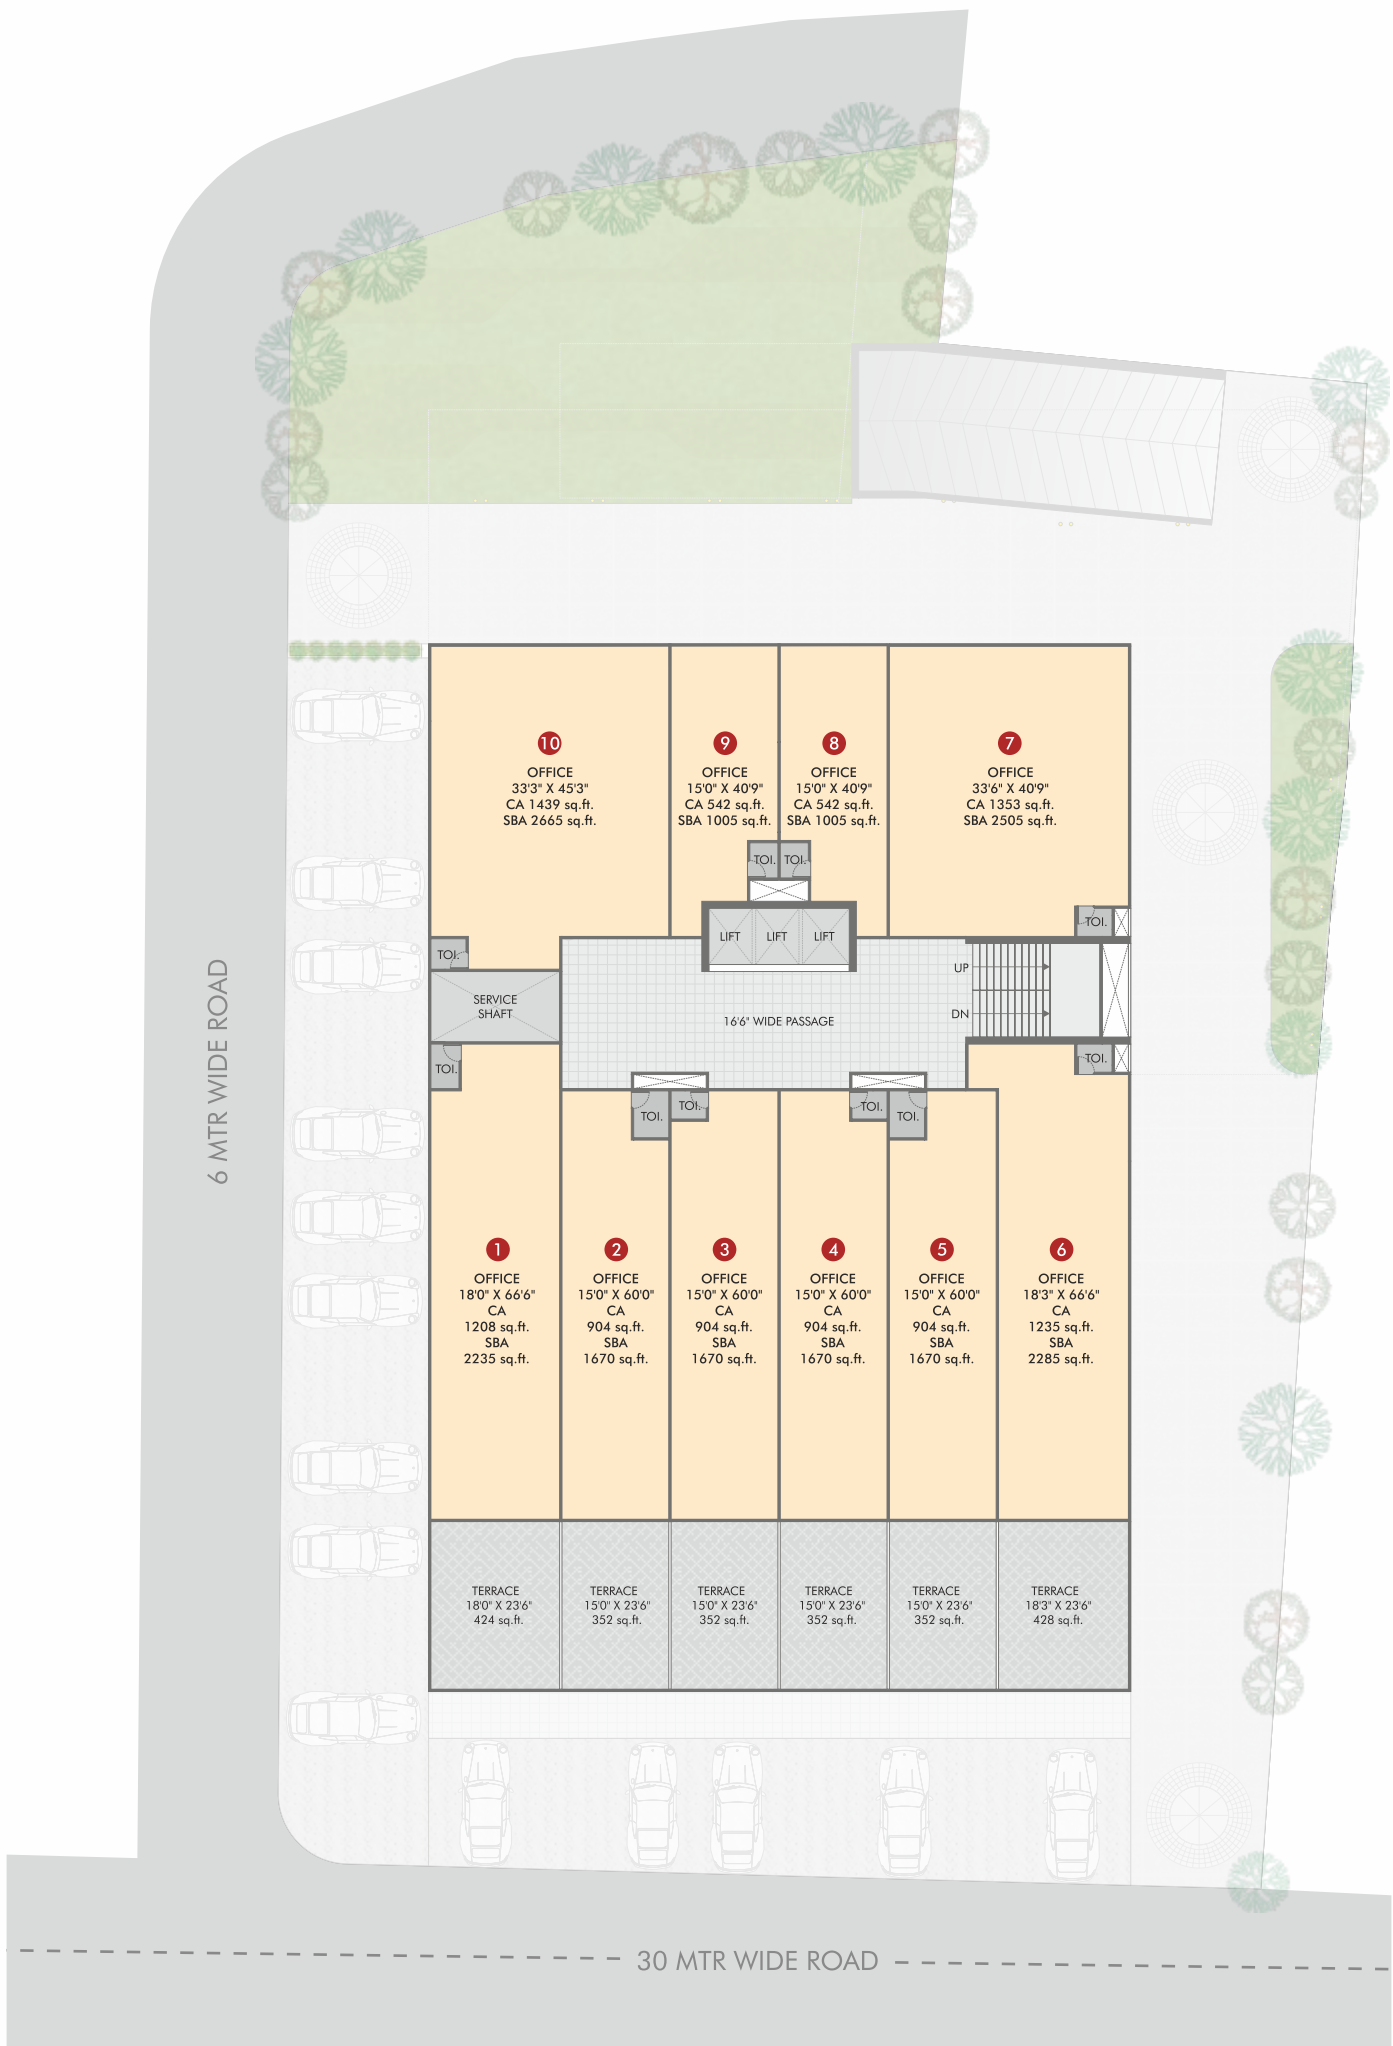 10
OFFICE
33'3" X 45'3"
CA 1439 sq.ft.
SBA 2665 sq.ft.
9
OFFICE
15'0" X 40'9"
CA 542 sq.ft.
SBA 1005 sq.ft.
8
OFFICE
15'0" X 40'9"
CA 542 sq.ft.
SBA 1005 sq.ft.
7
OFFICE
33'6" X 40'9"
CA 1353 sq.ft.
SBA 2505 sq.ft.
TOI.
TOI.
TOI.
LIFT
LIFT
LIFT
TOI.
UP
SERVICE
SHAFT
DN
16'6" WIDE PASSAGE
TOI.
TOI.
TOI.
TOI.
TOI.
TOI.
6 MTR WIDE ROAD
1
OFFICE
18'0" X 66'6"
CA
1208 sq.ft.
SBA
2235 sq.ft.
2
OFFICE
15'0" X 60'0"
CA
904 sq.ft.
SBA
1670 sq.ft.
3
OFFICE
15'0" X 60'0"
CA
904 sq.ft.
SBA
1670 sq.ft.
4
OFFICE
15'0" X 60'0"
CA
904 sq.ft.
SBA
1670 sq.ft.
5
OFFICE
15'0" X 60'0"
CA
904 sq.ft.
SBA
1670 sq.ft.
6
OFFICE
18'3" X 66'6"
CA
1235 sq.ft.
SBA
2285 sq.ft.
TERRACE
18'0" X 23'6"
424 sq.ft.
TERRACE
15'0" X 23'6"
352 sq.ft.
TERRACE
15'0" X 23'6"
352 sq.ft.
TERRACE
15'0" X 23'6"
352 sq.ft.
TERRACE
15'0" X 23'6"
352 sq.ft.
TERRACE
18'3" X 23'6"
428 sq.ft.
30 MTR WIDE ROAD